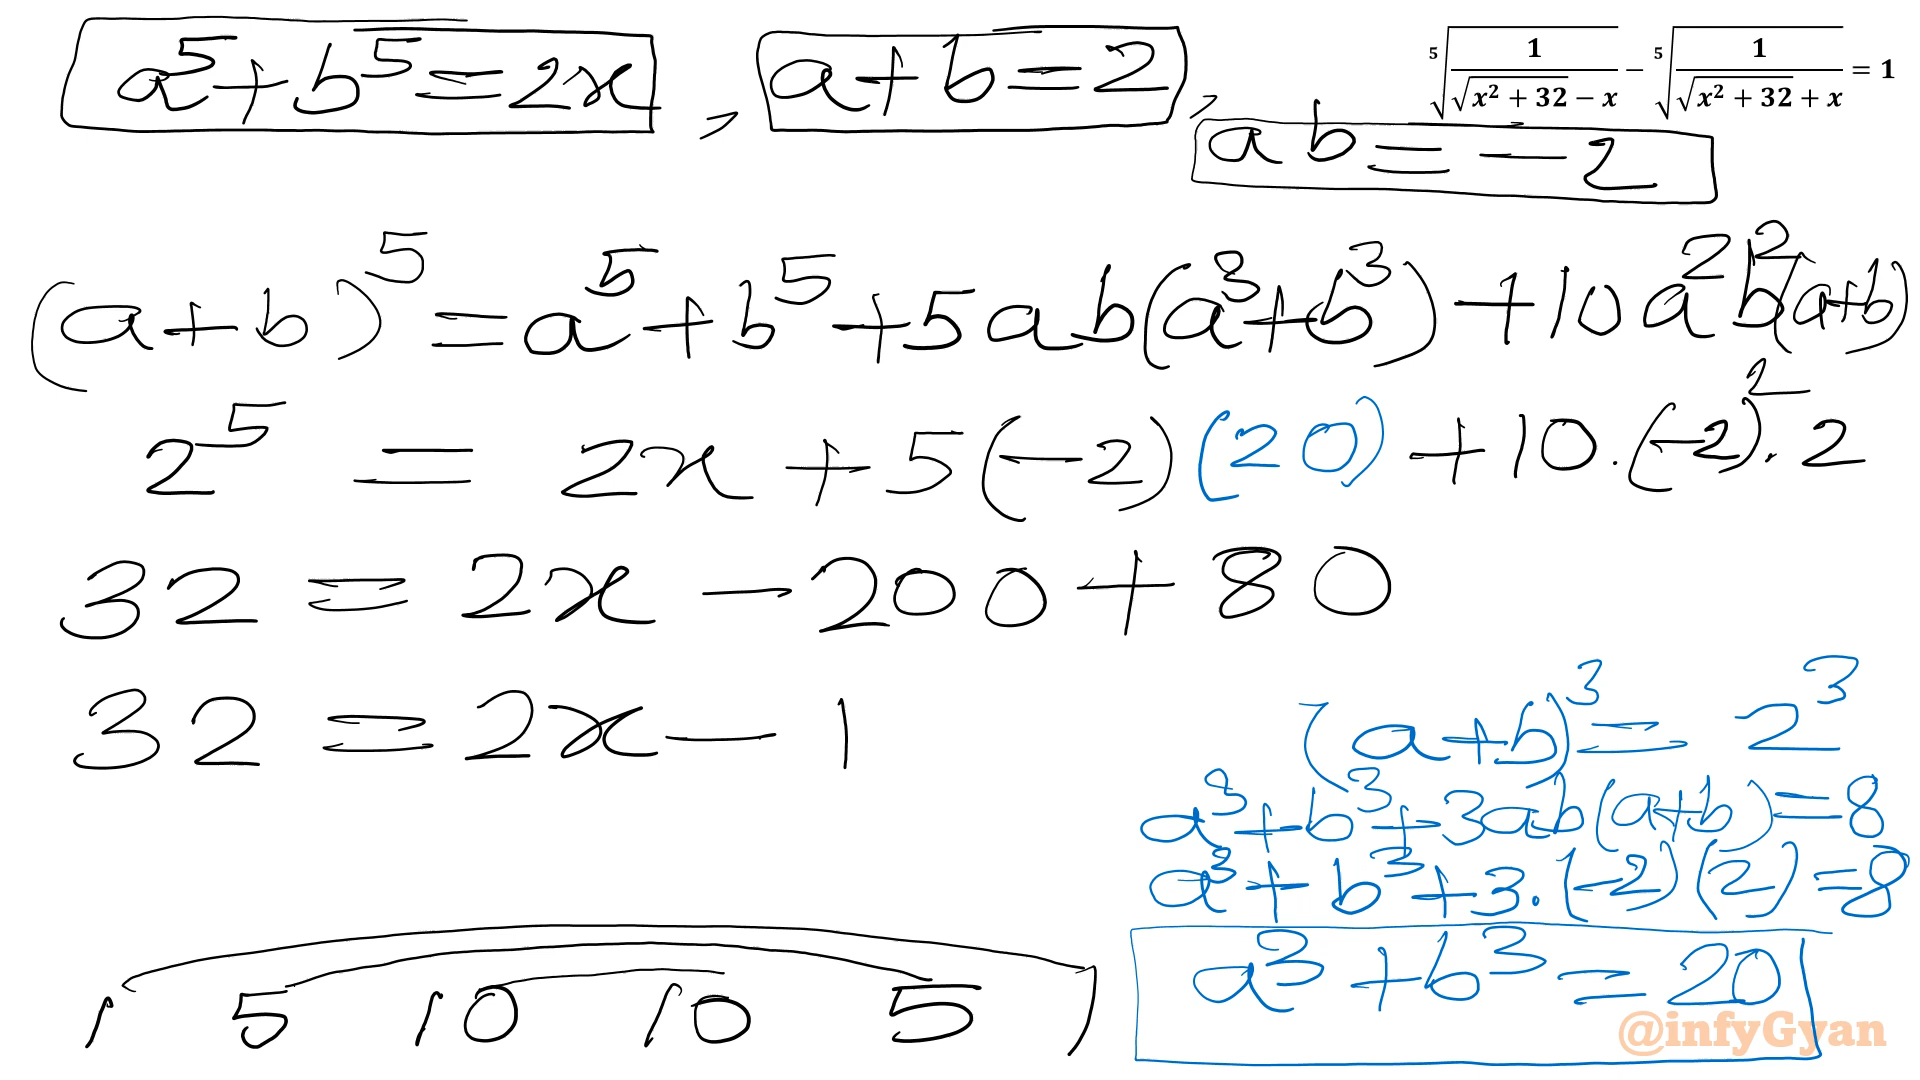 a⁵+b⁵=2x , a+b=2 , ⁵√(1/(√(x² + 32) − x)) − ⁵√(1/(√(x² + 32) + x)) = 1
ab=−2
(a+b)⁵=a⁵+b⁵+5ab(a³+b³)+10a²b²(a+b)
2⁵ = 2x+5(−2)(20)+10.(−2)².2
32=2x−200+80
32=2x−1
(a+b)³=2³
a³+b³+3ab(a+b)=8
a³+b³+3.(−2)(2)=8
a³+b³=20
1 5 10 10 5 1
@infyGyan